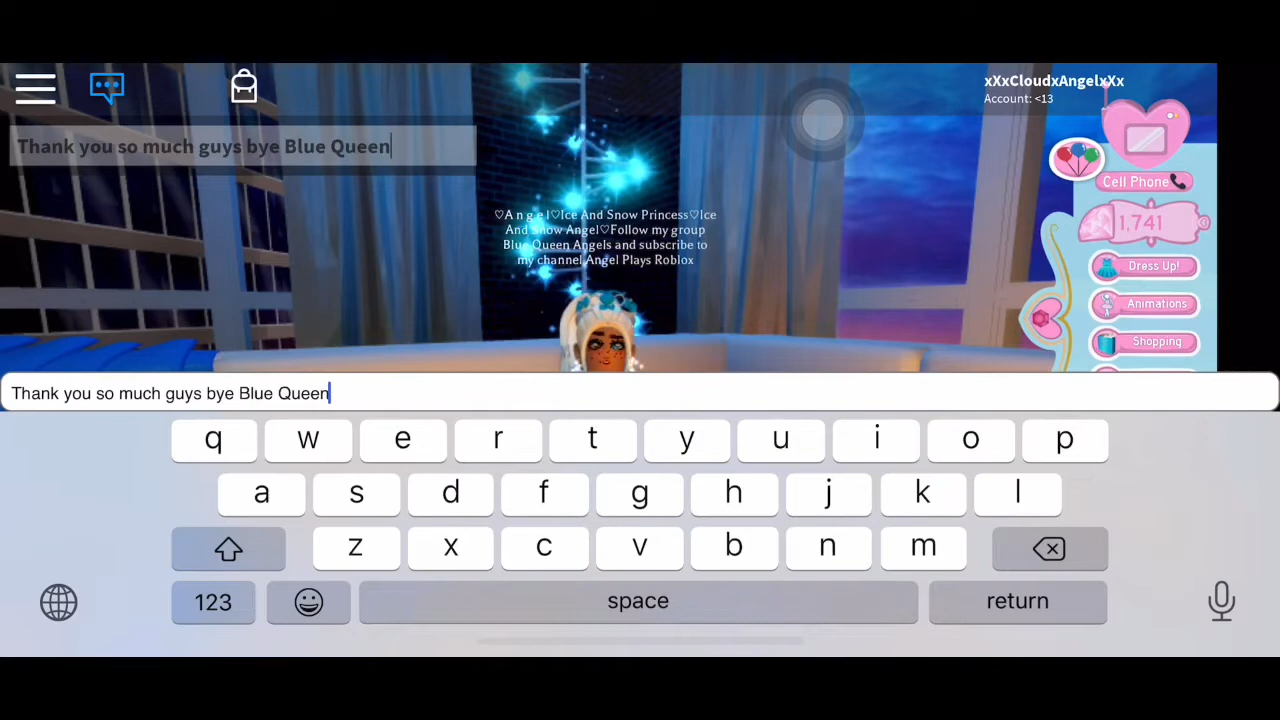 xXxCloudxAngelxXx
Account: <13
Thank you so much guys bye Blue Queen
Cell Phone
♡A n g e l♡Ice And Snow Princess♡Ice
And Snow Angel♡Follow my group
Blue Queen Angels and subscribe to
my channel Angel Plays Roblox
1,741
Dress Up!
Animations
Shopping
Thank you so much guys bye Blue Queen
q w e r t y u i o p
a s d f g h j k l
z x c v b n m
123 space return